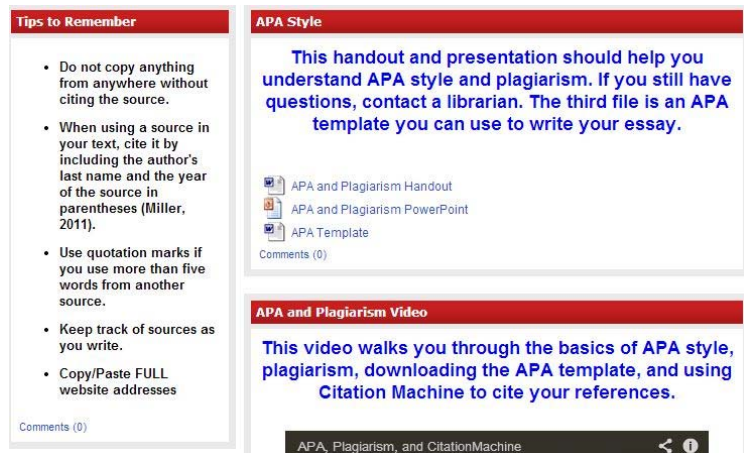 Tips to Remember
• Do not copy anything
from anywhere without
citing the source.
• When using a source in
your text, cite it by
including the author's
last name and the year
of the source in
parentheses (Miller,
2011).
• Use quotation marks if
you use more than five
words from another
source.
• Keep track of sources as
you write.
• Copy/Paste FULL
website addresses
Comments (0)
APA Style
This handout and presentation should help you
understand APA style and plagiarism. If you still have
questions, contact a librarian. The third file is an APA
template you can use to write your essay.
APA and Plagiarism Handout
APA and Plagiarism PowerPoint
APA Template
Comments (0)
APA and Plagiarism Video
This video walks you through the basics of APA style,
plagiarism, downloading the APA template, and using
Citation Machine to cite your references.
APA, Plagiarism, and CitationMachine